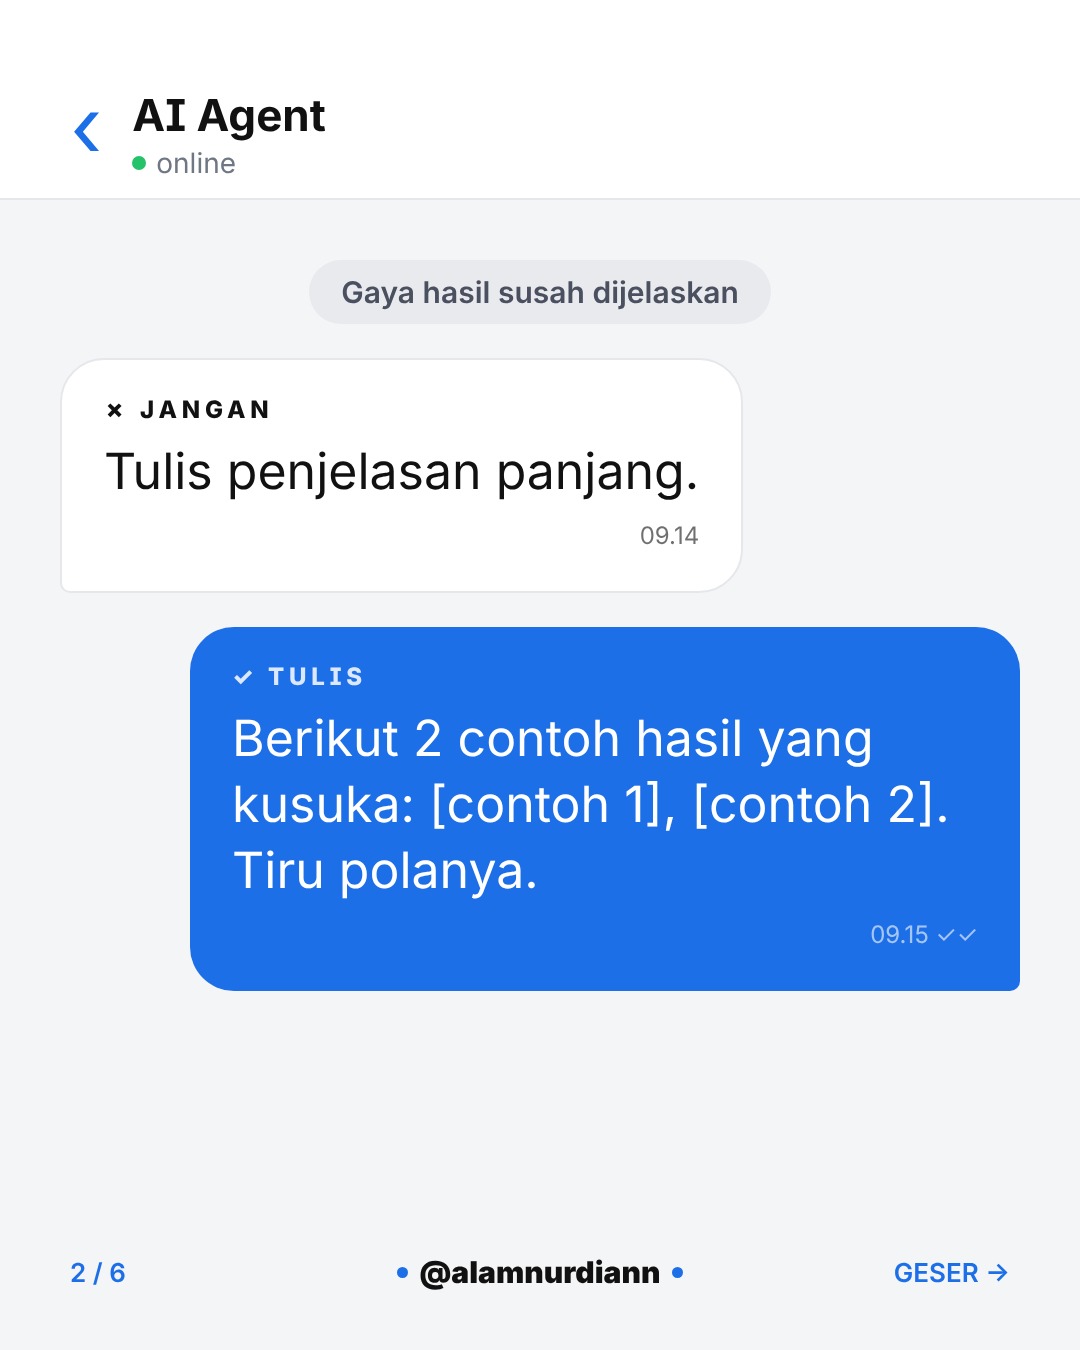 AI Agent
online
Gaya hasil susah dijelaskan
× JANGAN
Tulis penjelasan panjang.
09.14
✓ TULIS
Berikut 2 contoh hasil yang
kusuka: [contoh 1], [contoh 2].
Tiru polanya.
09.15 ✓✓
2 / 6
• @alamnurdiann •
GESER →